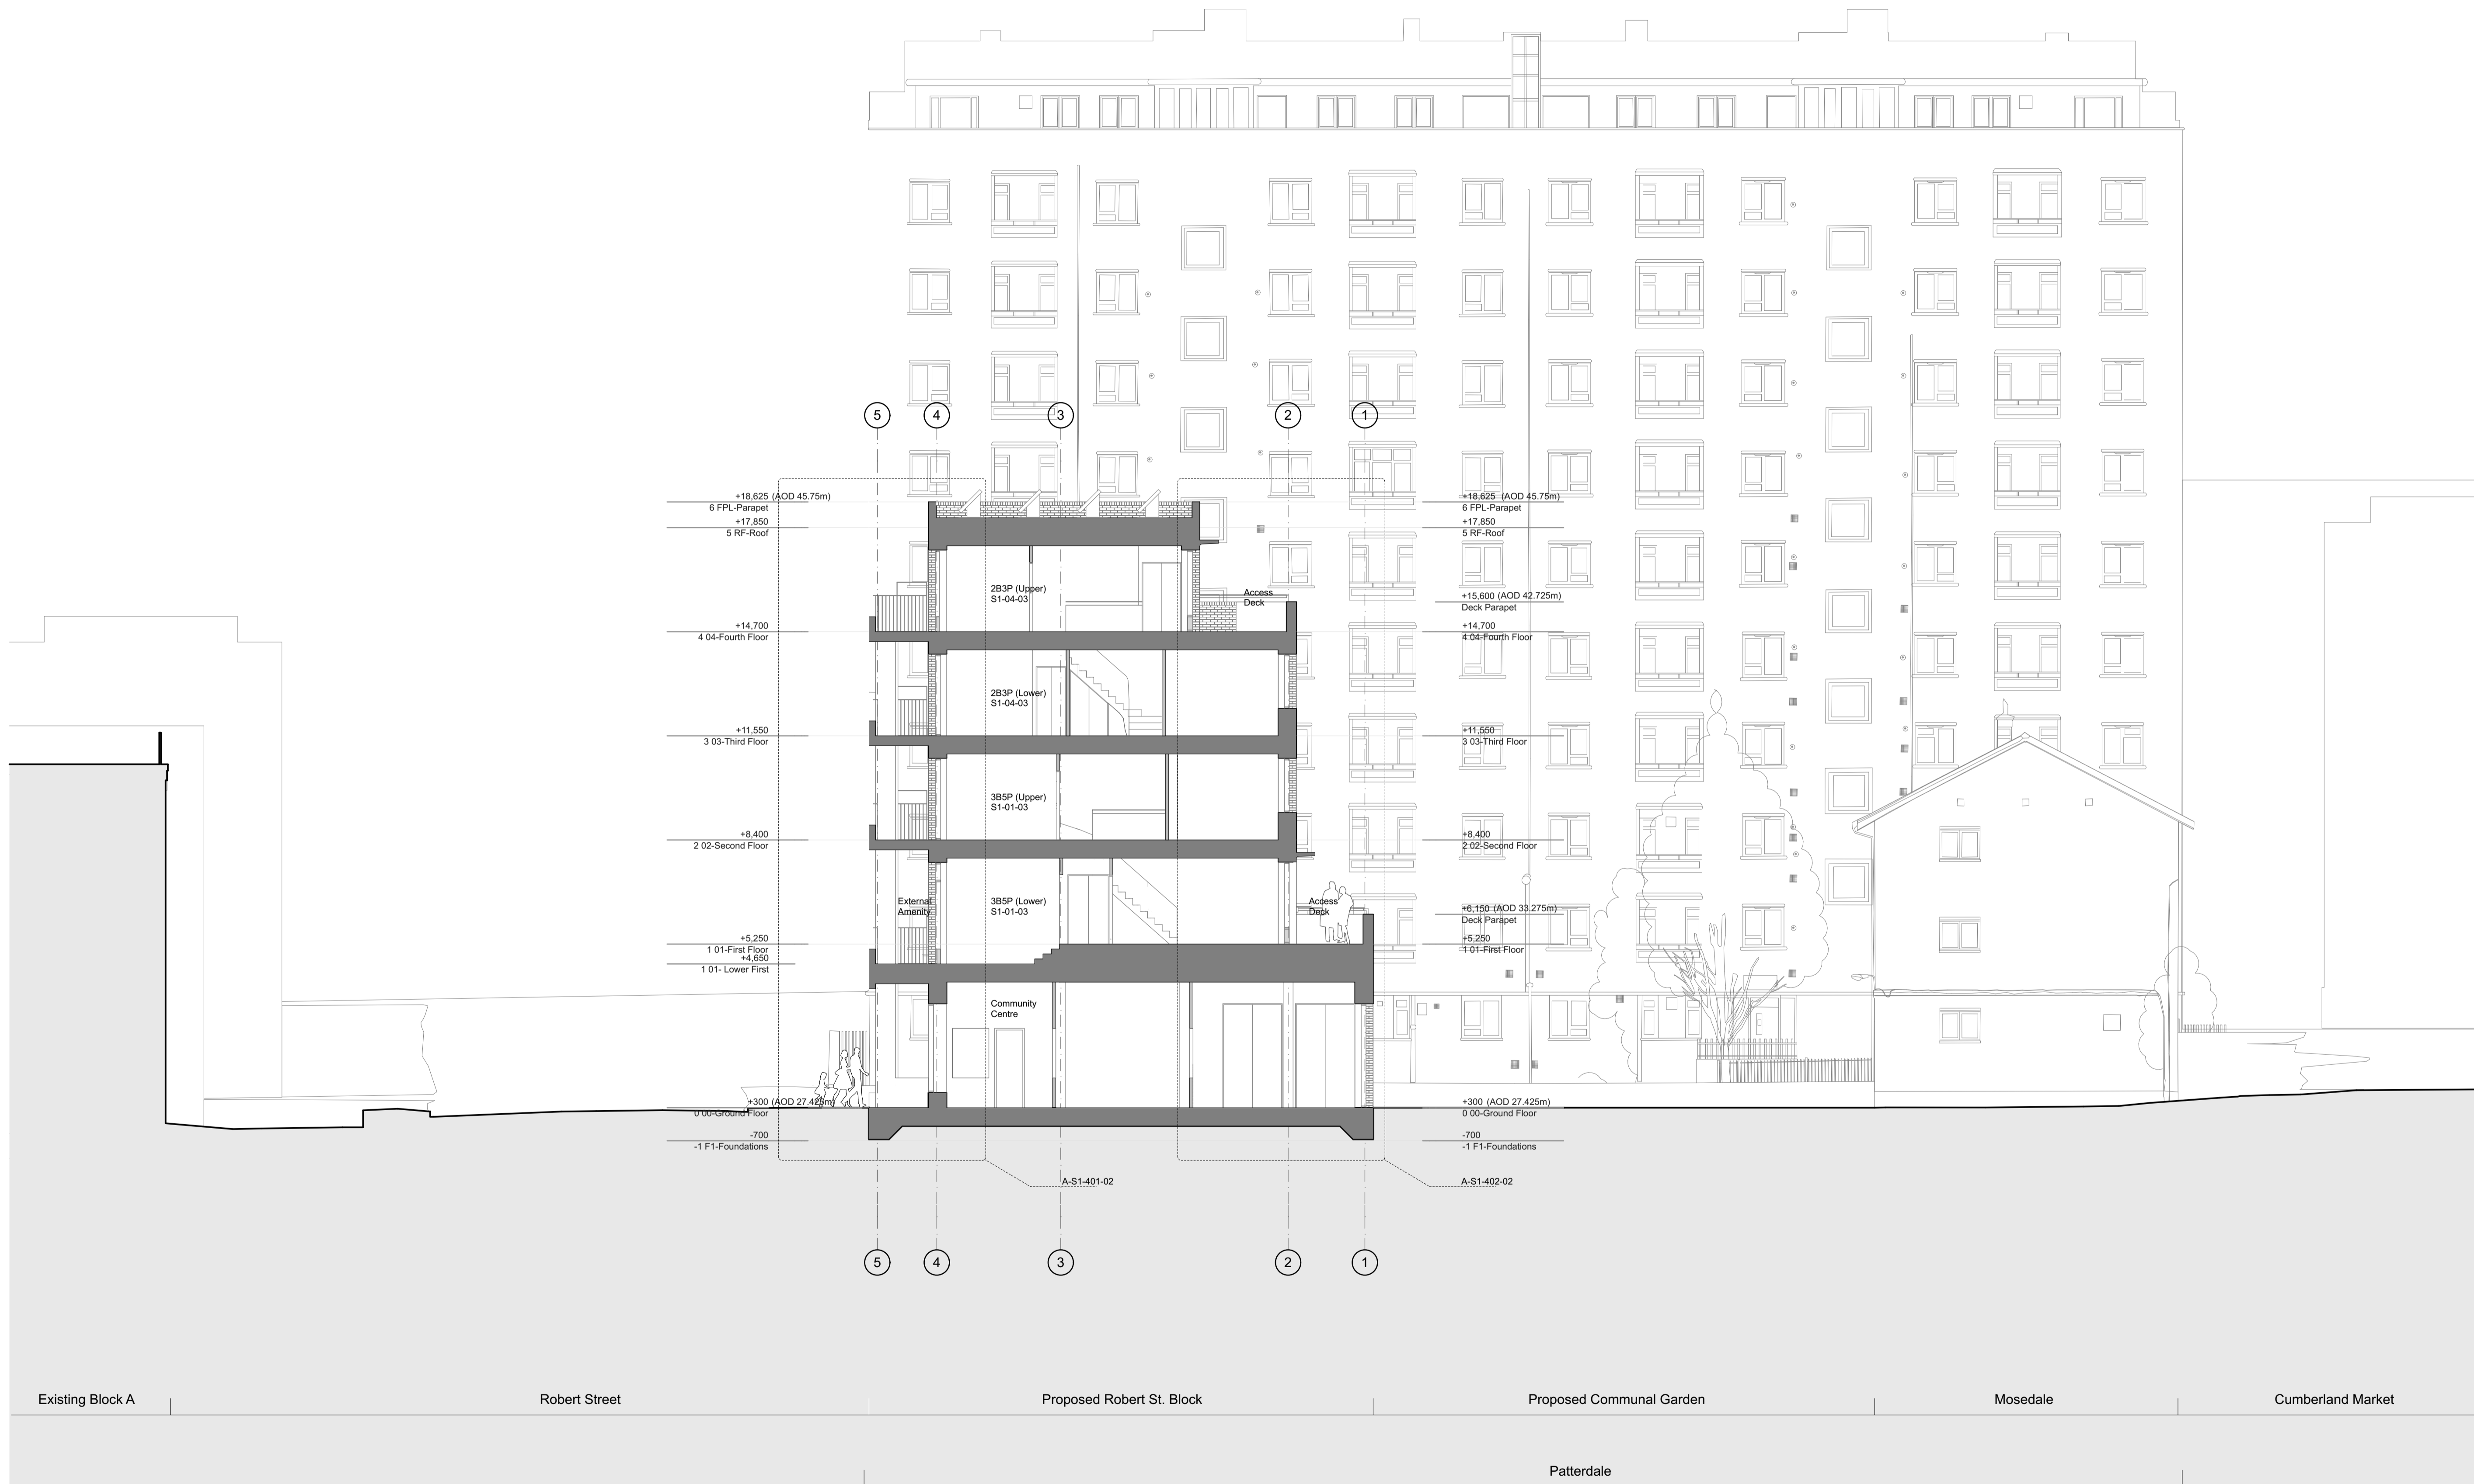 5 4 3 2 1
+18,625 (AOD 45.75m)
6 FPL-Parapet
+17,850
5 RF-Roof
+14,700
4 04-Fourth Floor
+11,550
3 03-Third Floor
+8,400
2 02-Second Floor
+5,250
1 01-First Floor
+4,650
1 01- Lower First
+300 (AOD 27.425m)
0 00-Ground Floor
-700
-1 F1-Foundations
2B3P (Upper)
S1-04-03
Access
Deck
2B3P (Lower)
S1-04-03
3B5P (Upper)
S1-01-03
External
Amenity
3B5P (Lower)
S1-01-03
Access
Deck
Community
Centre
+18,625 (AOD 45.75m)
6 FPL-Parapet
+17,850
5 RF-Roof
+15,600 (AOD 42.725m)
Deck Parapet
+14,700
4 04-Fourth Floor
+11,550
3 03-Third Floor
+8,400
2 02-Second Floor
+6,150 (AOD 33.275m)
Deck Parapet
+5,250
1 01-First Floor
+300 (AOD 27.425m)
0 00-Ground Floor
-700
-1 F1-Foundations
A-S1-401-02
A-S1-402-02
5 4 3 2 1
Existing Block A
Robert Street
Proposed Robert St. Block
Proposed Communal Garden
Mosedale
Cumberland Market
Patterdale